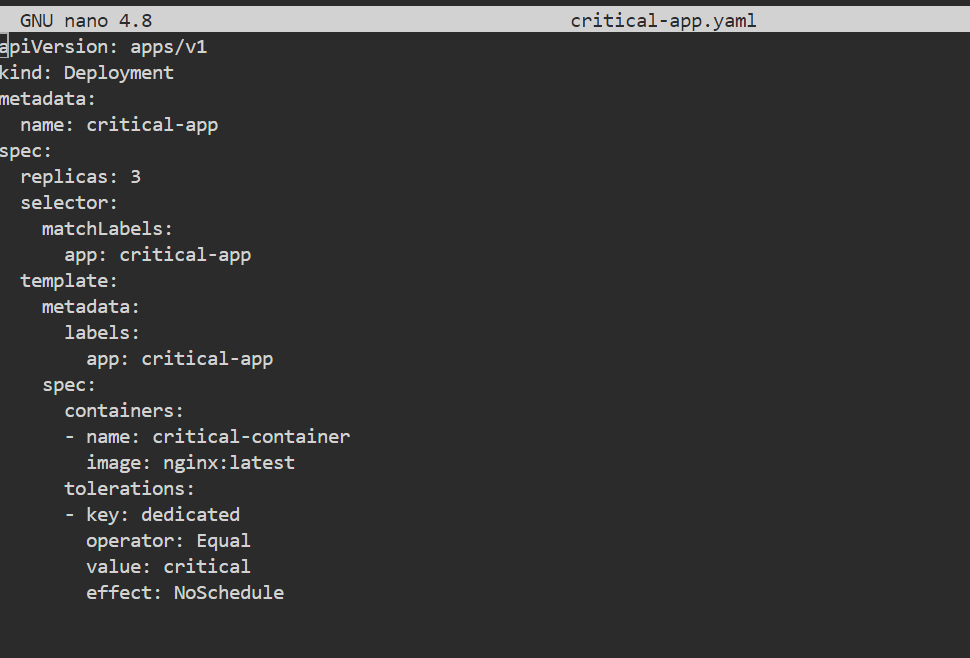 GNU nano 4.8 critical-app.yaml
apiVersion: apps/v1
kind: Deployment
metadata:
  name: critical-app
spec:
  replicas: 3
  selector:
    matchLabels:
      app: critical-app
  template:
    metadata:
      labels:
        app: critical-app
    spec:
      containers:
      - name: critical-container
        image: nginx:latest
      tolerations:
      - key: dedicated
        operator: Equal
        value: critical
        effect: NoSchedule